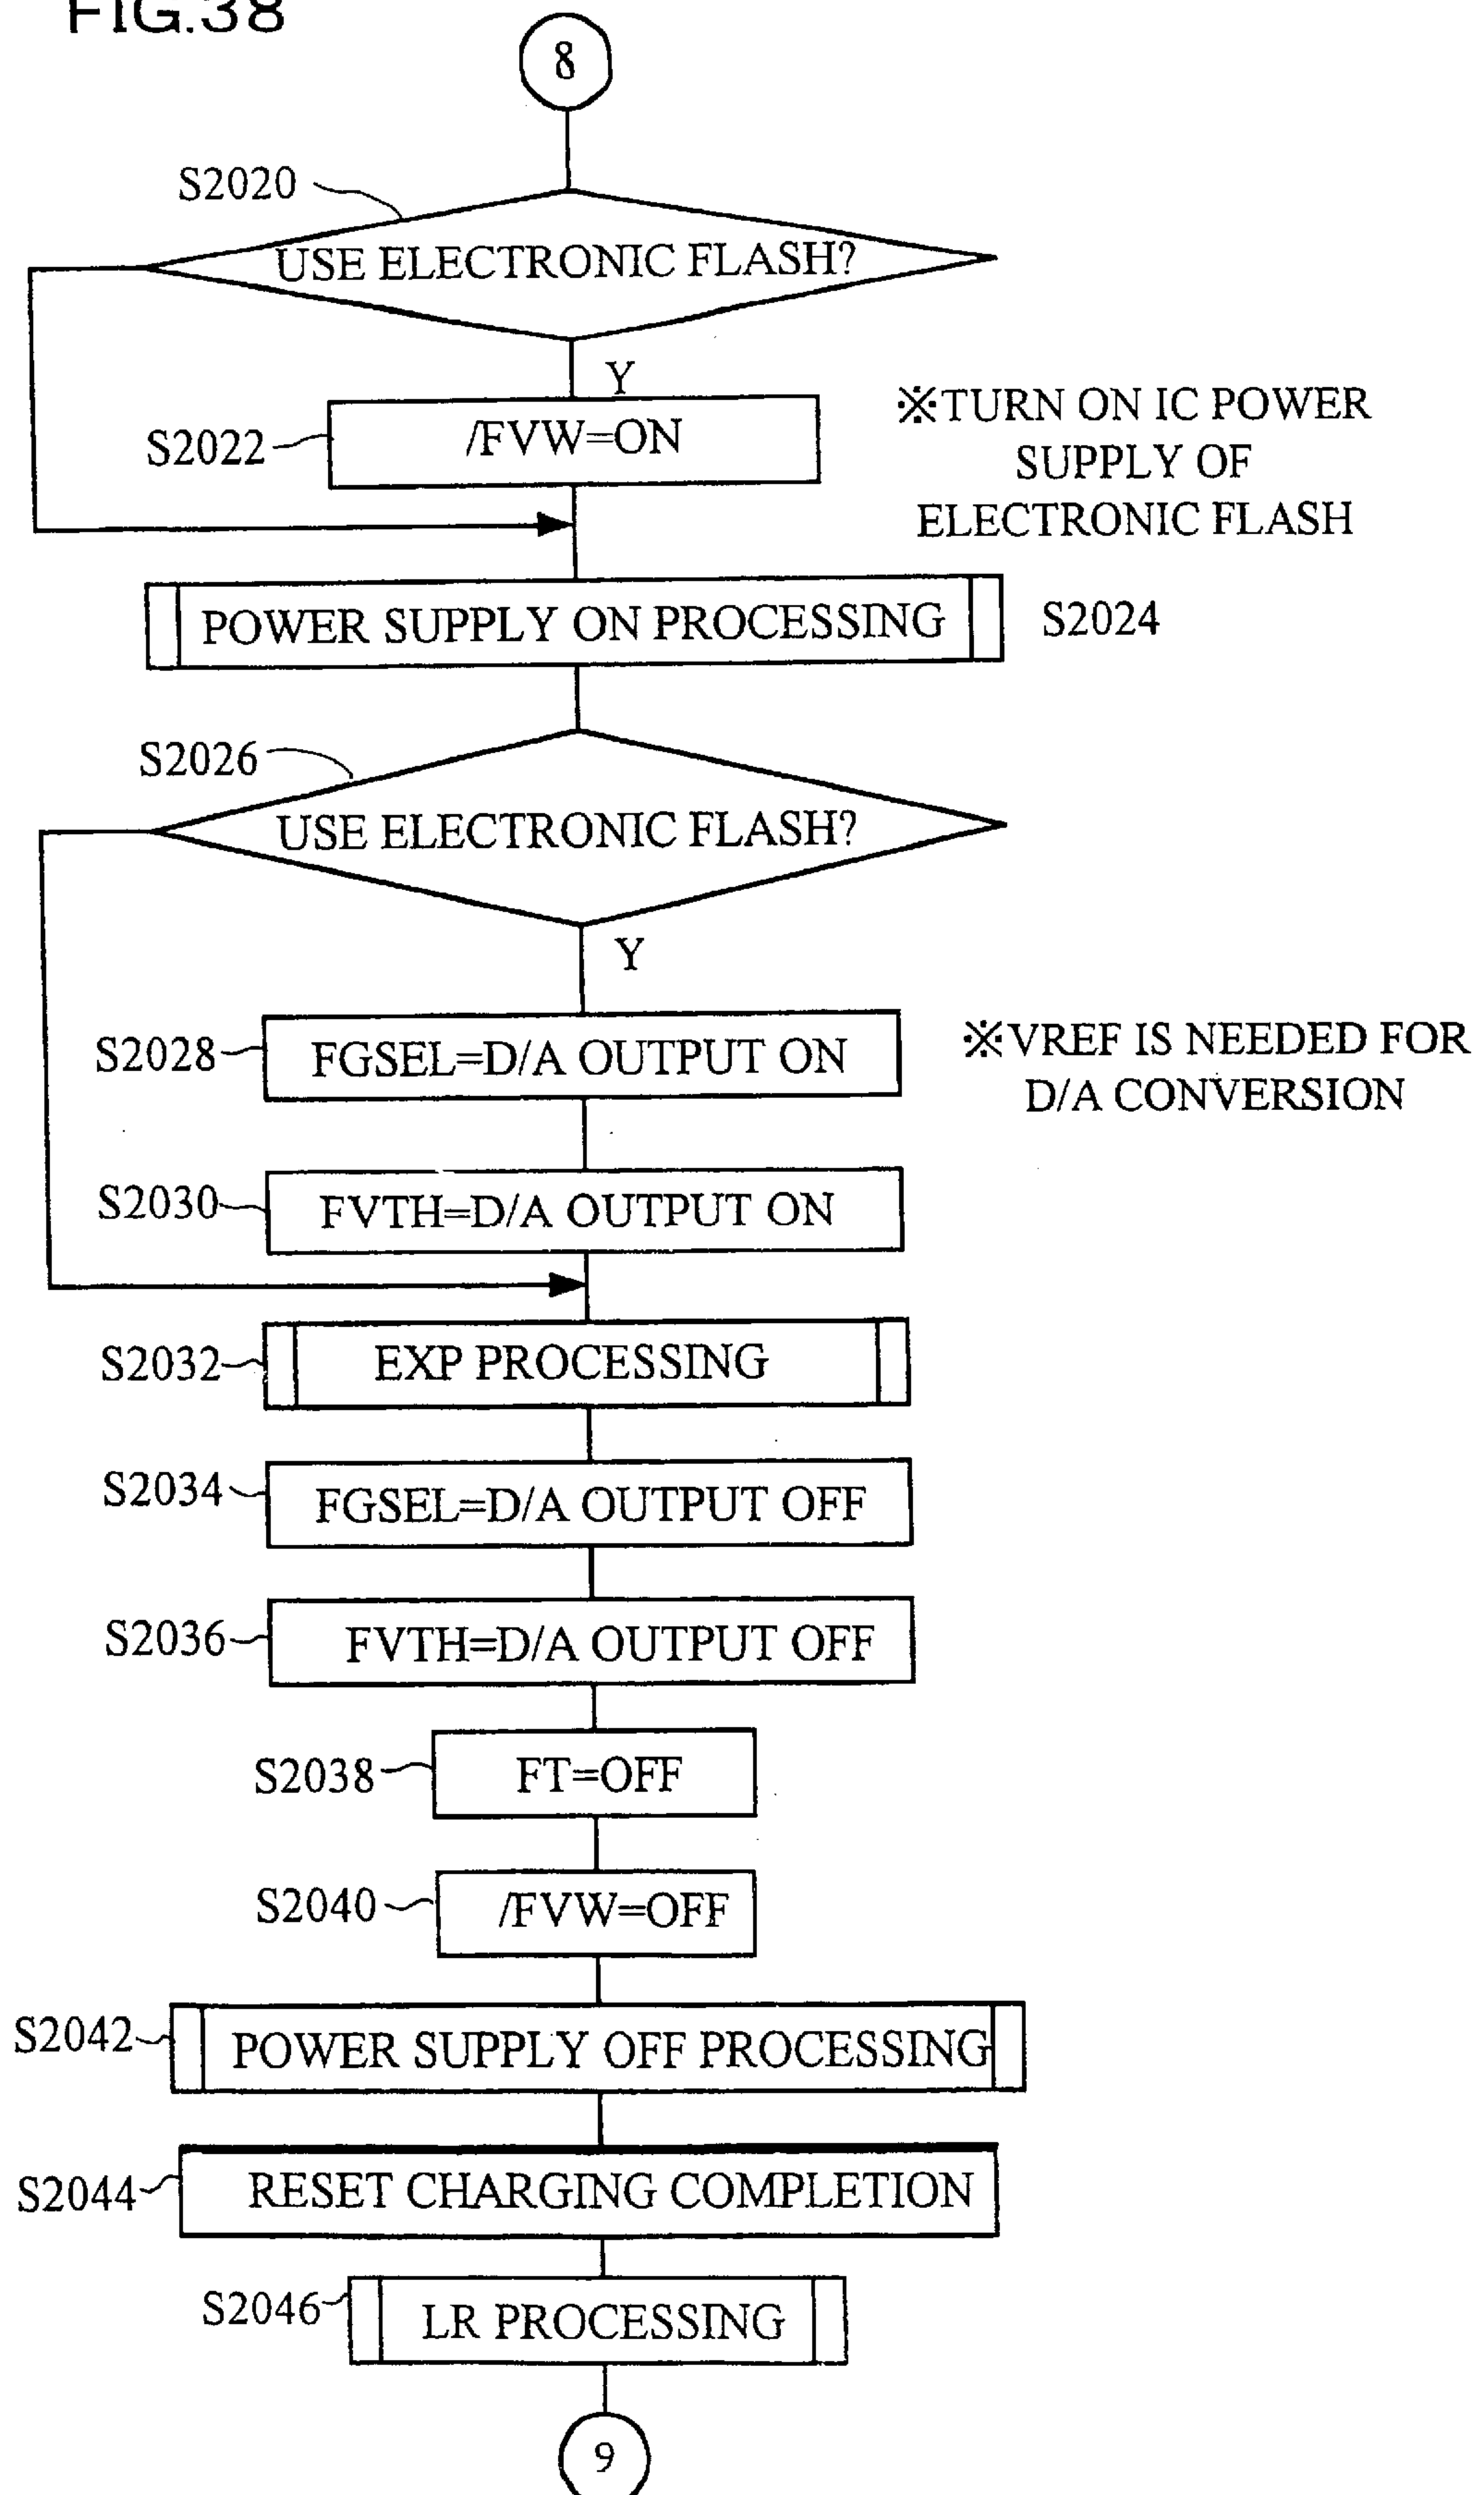 FIG.38
8
S2020
USE ELECTRONIC FLASH?
Y
S2022
/FVW=ON
※TURN ON IC POWER
SUPPLY OF
ELECTRONIC FLASH
POWER SUPPLY ON PROCESSING
S2024
S2026
USE ELECTRONIC FLASH?
Y
S2028
FGSEL=D/A OUTPUT ON
※VREF IS NEEDED FOR
D/A CONVERSION
S2030
FVTH=D/A OUTPUT ON
S2032
EXP PROCESSING
S2034
FGSEL=D/A OUTPUT OFF
S2036
FVTH=D/A OUTPUT OFF
S2038
FT=OFF
S2040
/FVW=OFF
S2042
POWER SUPPLY OFF PROCESSING
S2044
RESET CHARGING COMPLETION
S2046
LR PROCESSING
9